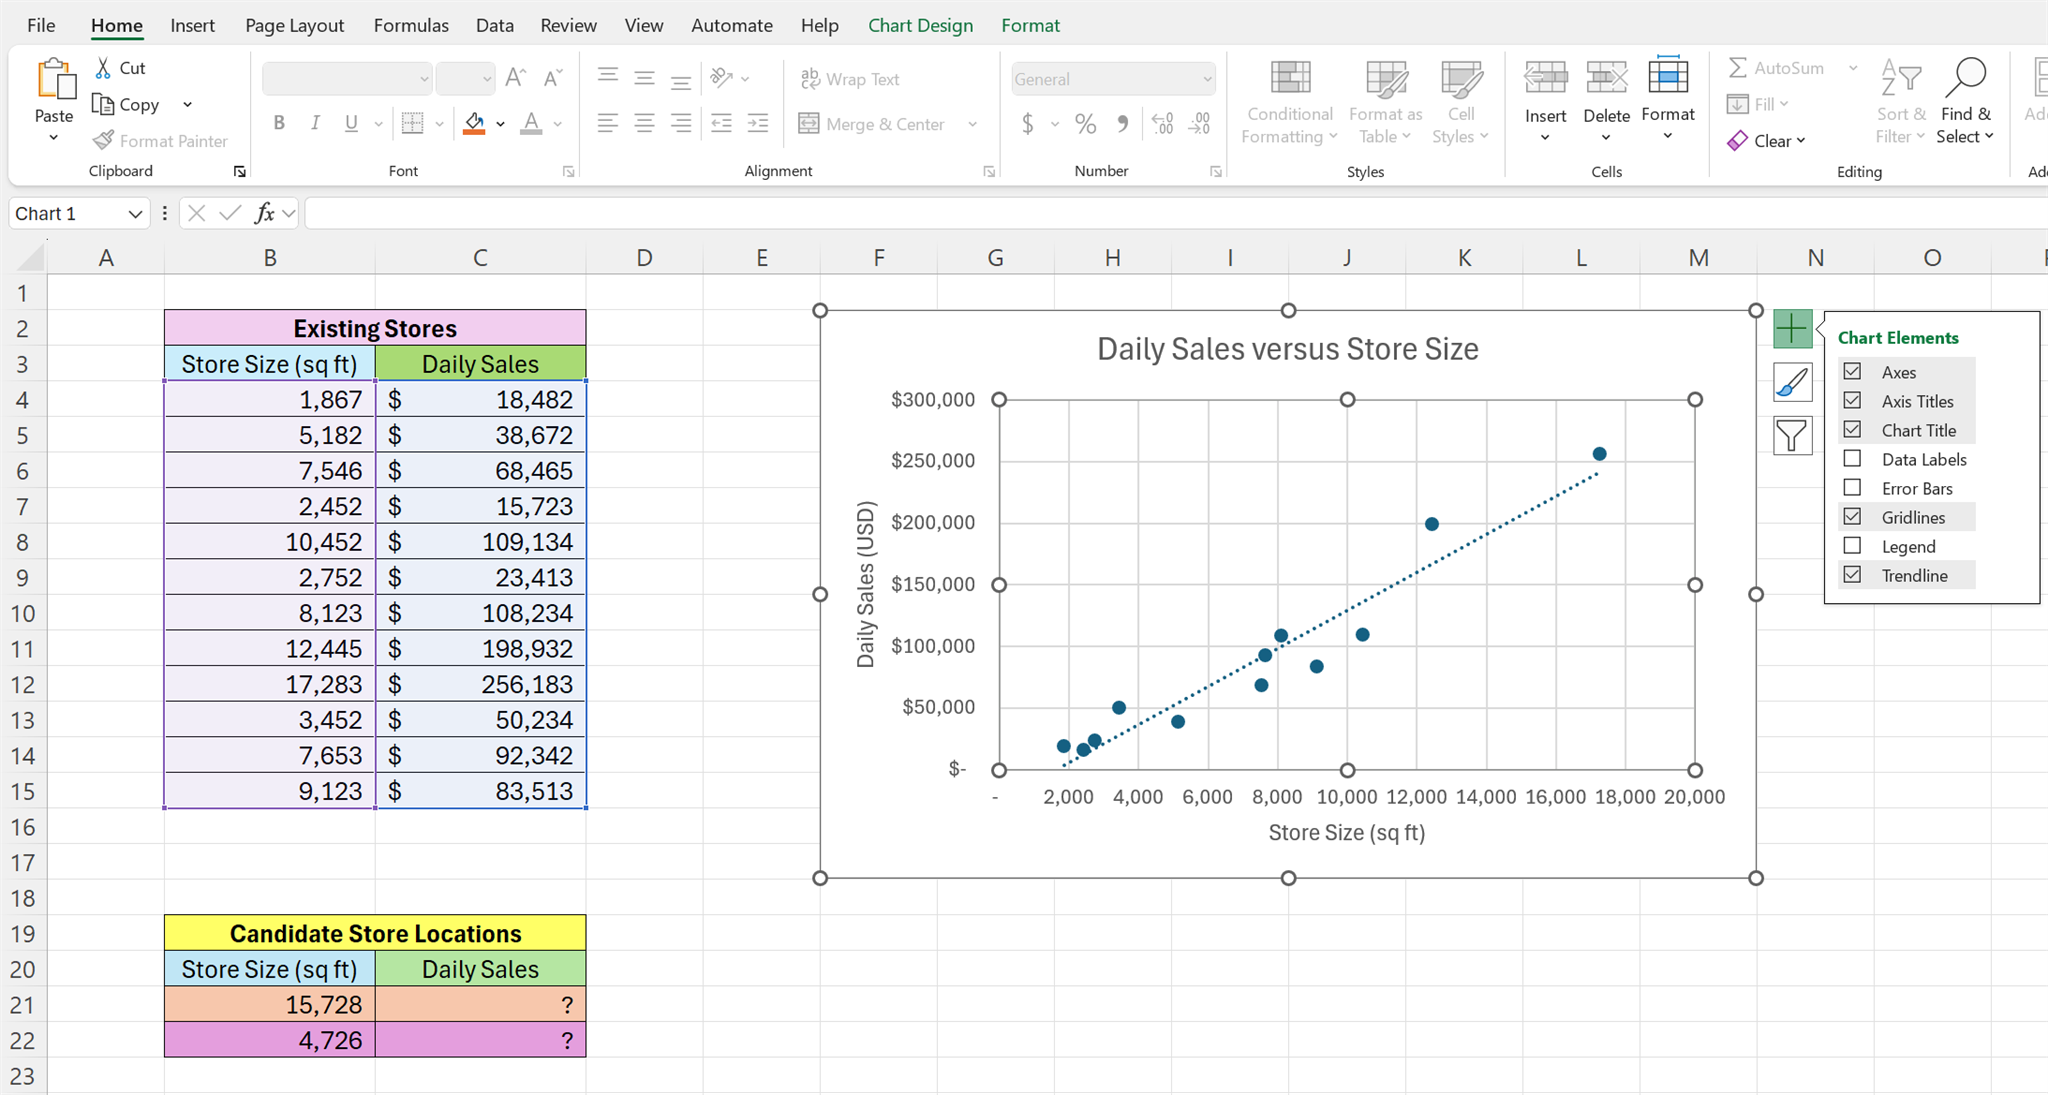 File Home Insert Page Layout Formulas Data Review View Automate Help Chart Design Format
Paste
Cut
Copy
Format Painter
Clipboard
B I U A
A A
Font
ab
Wrap Text
Merge & Center
Alignment
General
$ % 9 .00 .00
Number
Conditional Formatting
Format as Table
Cell Styles
Styles
Insert
Delete
Format
Cells
AutoSum
Fill
Clear
Sort & Filter
Find & Select
Editing
Chart 1
fx
A B C D E F G H I J K L M N O
1
2 Existing Stores
3 Store Size (sq ft) Daily Sales
4 1,867 $ 18,482
5 5,182 $ 38,672
6 7,546 $ 68,465
7 2,452 $ 15,723
8 10,452 $ 109,134
9 2,752 $ 23,413
10 8,123 $ 108,234
11 12,445 $ 198,932
12 17,283 $ 256,183
13 3,452 $ 50,234
14 7,653 $ 92,342
15 9,123 $ 83,513
16
17
18
19 Candidate Store Locations
20 Store Size (sq ft) Daily Sales
21 15,728 ?
22 4,726 ?
23
Daily Sales versus Store Size
$300,000
$250,000
$200,000
$150,000
$100,000
$50,000
$-
Daily Sales (USD)
- 2,000 4,000 6,000 8,000 10,000 12,000 14,000 16,000 18,000 20,000
Store Size (sq ft)
Chart Elements
Axes
Axis Titles
Chart Title
Data Labels
Error Bars
Gridlines
Legend
Trendline